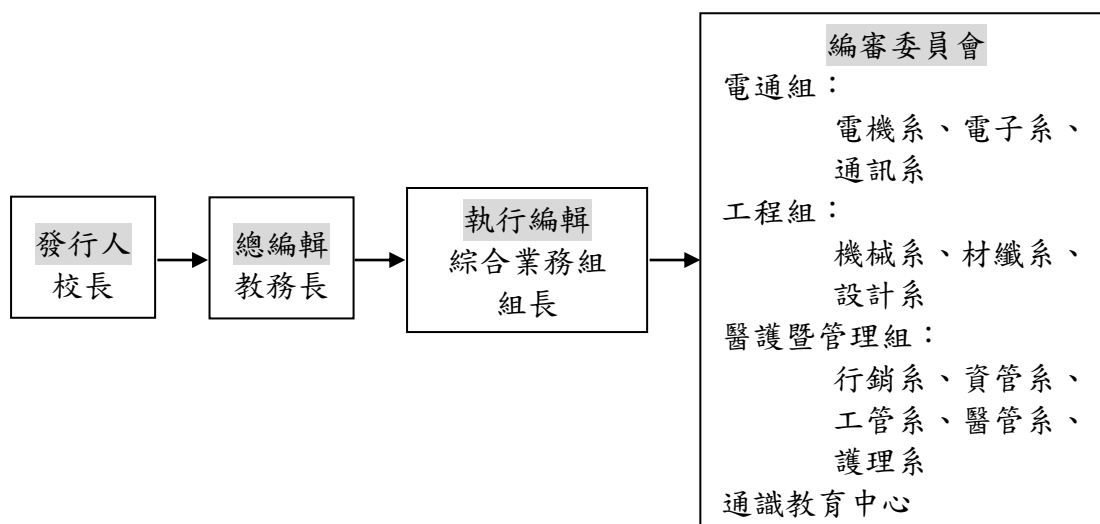 發行人
校長
總編輯
教務長
執行編輯
綜合業務組
組長
編審委員會
電通組：
電機系、電子系、
通訊系
工程組：
機械系、材纖系、
設計系
醫護暨管理組：
行銷系、資管系、
工管系、醫管系、
護理系
通識教育中心